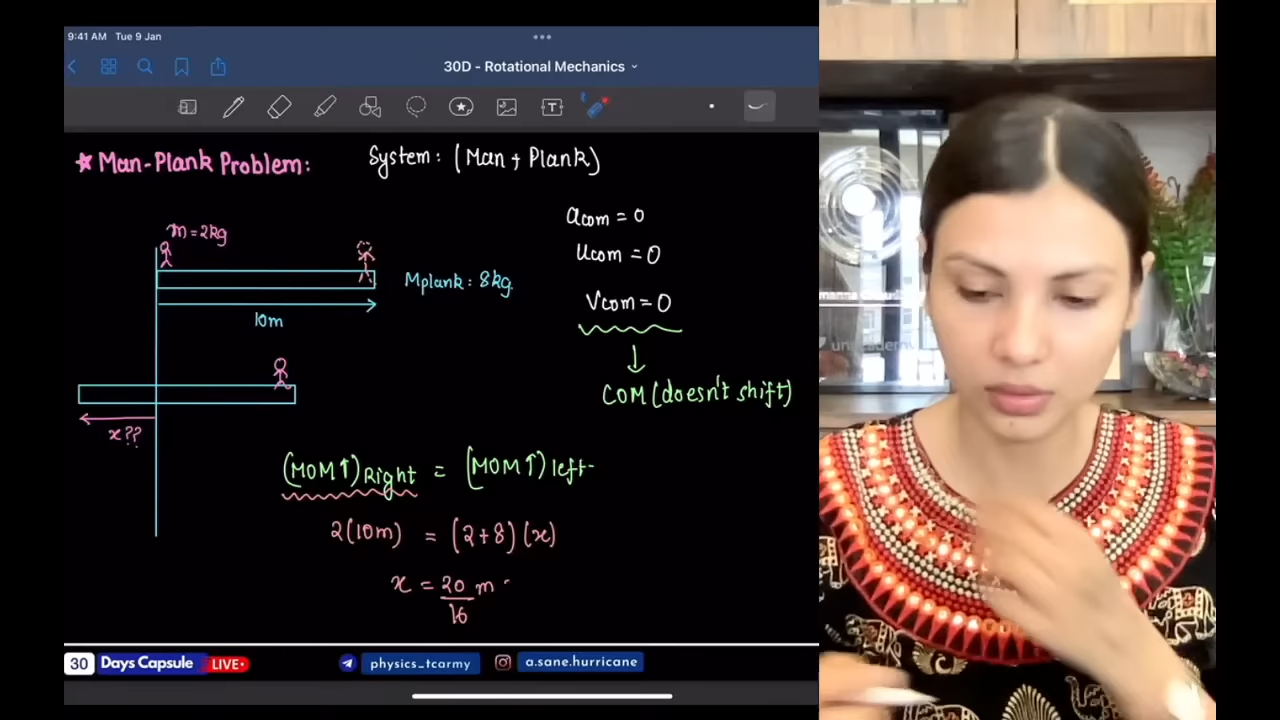 9:41 AM Tue 9 Jan
30D - Rotational Mechanics
★ Man-Plank Problem: System: (Man + Plank)
m = 2kg
acom = 0
ucom = 0
Mplank : 8kg.
Vcom = 0
10m
COM (doesn't shift)
x??
(MOM↑)Right = (MOM↑)left
2(10m) = (2+8)(x)
x = 20/10 m
30 Days Capsule LIVE
physics_tcarmy
a.sane.hurricane